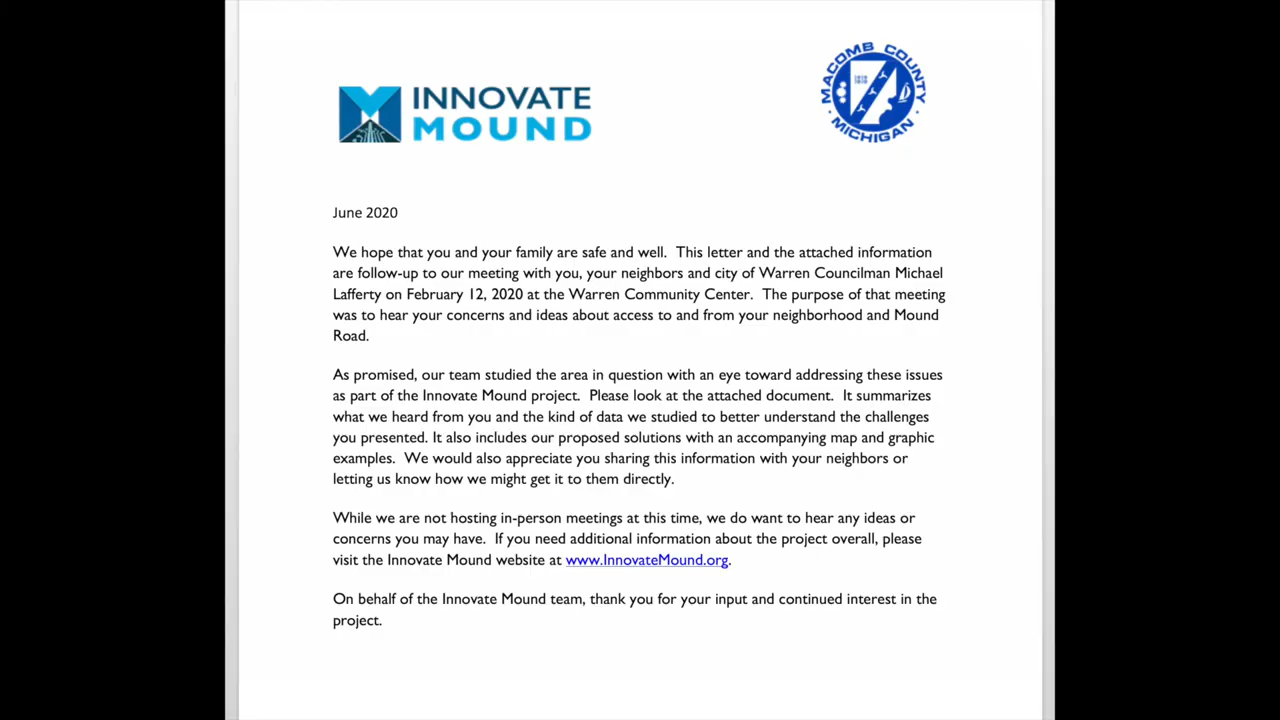 INNOVATE
MOUND
MACOMB COUNTY
MICHIGAN
June 2020
We hope that you and your family are safe and well.  This letter and the attached information
are follow-up to our meeting with you, your neighbors and city of Warren Councilman Michael
Lafferty on February 12, 2020 at the Warren Community Center.  The purpose of that meeting
was to hear your concerns and ideas about access to and from your neighborhood and Mound
Road.
As promised, our team studied the area in question with an eye toward addressing these issues
as part of the Innovate Mound project.  Please look at the attached document.  It summarizes
what we heard from you and the kind of data we studied to better understand the challenges
you presented. It also includes our proposed solutions with an accompanying map and graphic
examples.  We would also appreciate you sharing this information with your neighbors or
letting us know how we might get it to them directly.
While we are not hosting in-person meetings at this time, we do want to hear any ideas or
concerns you may have.  If you need additional information about the project overall, please
visit the Innovate Mound website at www.InnovateMound.org.
On behalf of the Innovate Mound team, thank you for your input and continued interest in the
project.